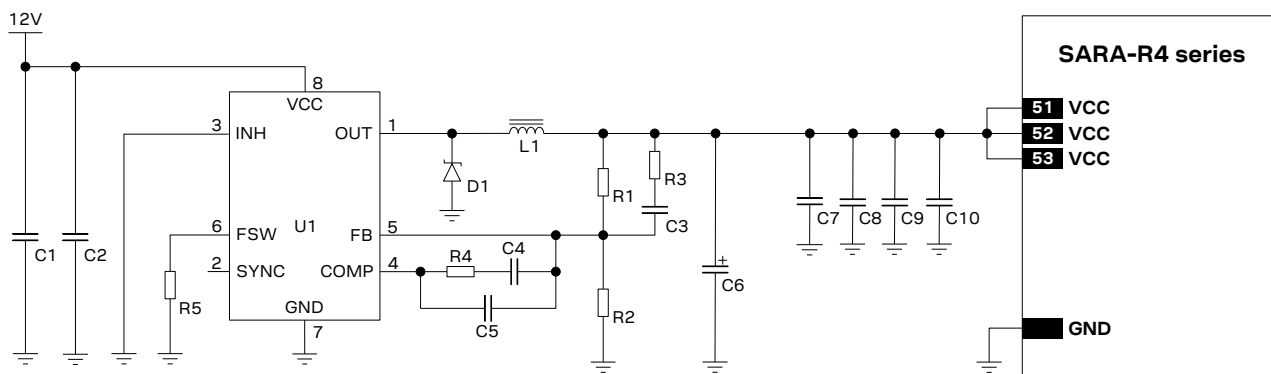 12V
SARA-R4 series
8
VCC
3
INH
OUT
1
51 VCC
52 VCC
53 VCC
L1
D1
R1
R3
C3
C7
C8
C9
C10
6
FSW
U1
FB
5
C1
C2
2
SYNC
COMP
4
R4
C4
C5
R5
GND
7
R2
+
C6
GND